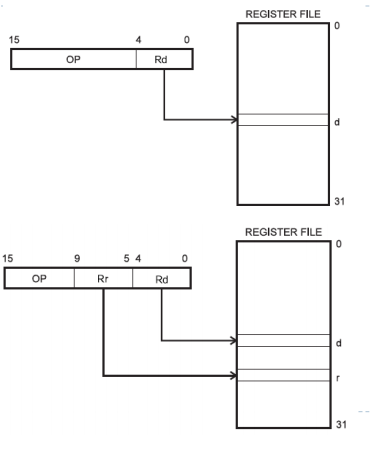 REGISTER FILE
0
15 4 0
OP Rd
d
31
REGISTER FILE
0
15 9 5 4 0
OP Rr Rd
d
r
31